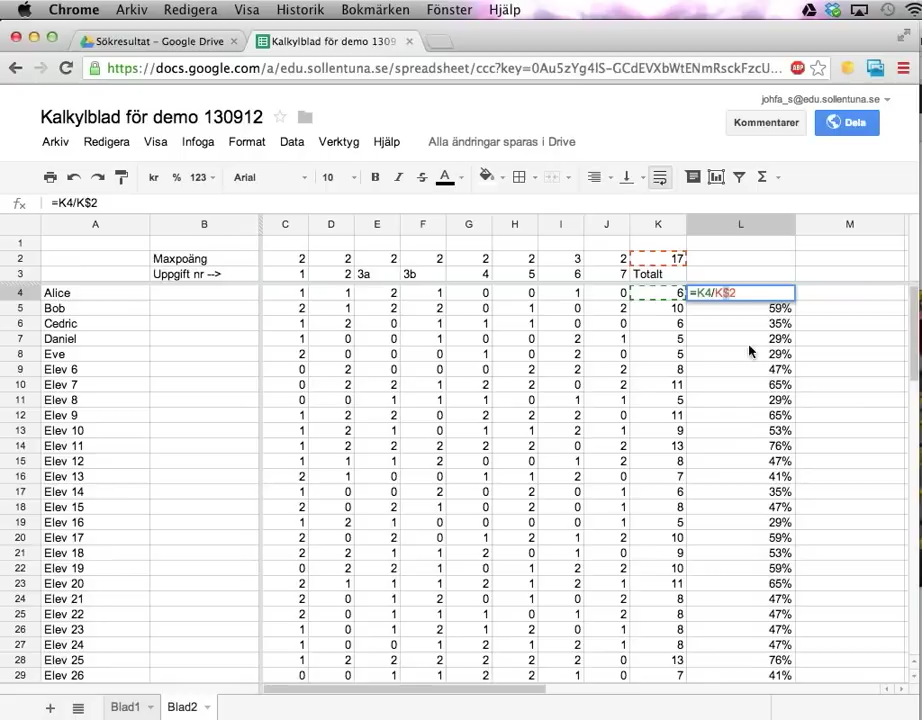 Chrome Arkiv Redigera Visa Historik Bokmärken Fönster Hjälp
Sökresultat – Google Drive × Kalkylblad för demo 1309 ×
https://docs.google.com/a/edu.sollentuna.se/spreadsheet/ccc?key=0Au5zYg4lS-GCdEVXbWtENmRsckFzcU...
ABP
johfa_s@edu.sollentuna.se
Kalkylblad för demo 130912
Kommentarer Dela
Arkiv Redigera Visa Infoga Format Data Verktyg Hjälp Alla ändringar sparas i Drive
kr % 123 Arial 10 B I S A Σ
fx =K4/K$2
A B C D E F G H I J K L M
1
2 Maxpoäng 2 2 2 2 2 2 3 2 17
3 Uppgift nr --> 1 2 3a 3b 4 5 6 7 Totalt
4 Alice 1 1 2 1 0 0 1 0 6 =K4/K$2
5 Bob 2 1 2 2 1 0 0 2 10 59%
6 Cedric 1 2 0 1 1 1 0 0 6 35%
7 Daniel 1 0 0 1 0 0 2 1 5 29%
8 Eve 2 0 0 0 1 0 2 0 5 29%
9 Elev 6 0 2 0 0 0 2 2 2 8 47%
10 Elev 7 0 2 2 1 2 2 0 2 11 65%
11 Elev 8 0 0 1 1 1 0 1 1 5 29%
12 Elev 9 1 2 2 0 2 2 2 0 11 65%
13 Elev 10 1 2 1 0 1 1 2 1 9 53%
14 Elev 11 1 2 2 2 2 2 0 2 13 76%
15 Elev 12 1 1 1 2 0 0 1 2 8 47%
16 Elev 13 2 1 0 0 1 1 2 0 7 41%
17 Elev 14 1 0 0 2 0 2 0 1 6 35%
18 Elev 15 2 0 2 1 0 2 0 1 8 47%
19 Elev 16 1 2 1 0 0 0 0 1 5 29%
20 Elev 17 2 0 2 0 1 2 1 2 10 59%
21 Elev 18 2 2 1 1 2 0 1 0 9 53%
22 Elev 19 0 2 2 1 0 1 2 2 10 59%
23 Elev 20 2 1 1 1 2 1 2 1 11 65%
24 Elev 21 2 0 1 2 0 1 0 2 8 47%
25 Elev 22 2 0 1 1 1 0 1 2 8 47%
26 Elev 23 1 0 1 2 1 2 0 1 8 47%
27 Elev 24 1 0 0 1 2 1 2 1 8 47%
28 Elev 25 1 2 2 2 2 2 2 0 13 76%
29 Elev 26 0 0 1 1 2 2 1 0 7 41%
+ Blad1 Blad2